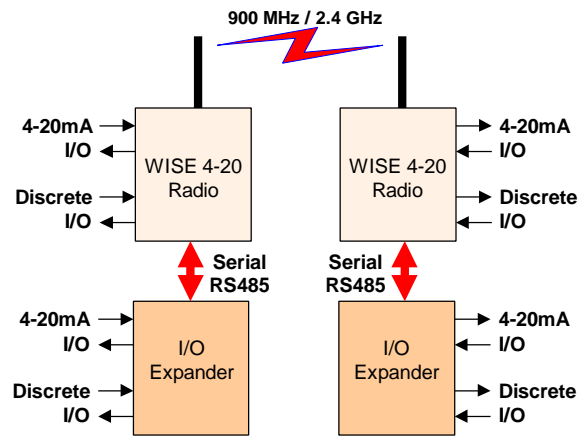 900 MHz / 2.4 GHz
4-20mA
I/O
Discrete
I/O
WISE 4-20
Radio
WISE 4-20
Radio
4-20mA
I/O
Discrete
I/O
Serial
RS485
Serial
RS485
4-20mA
I/O
Discrete
I/O
I/O
Expander
I/O
Expander
4-20mA
I/O
Discrete
I/O